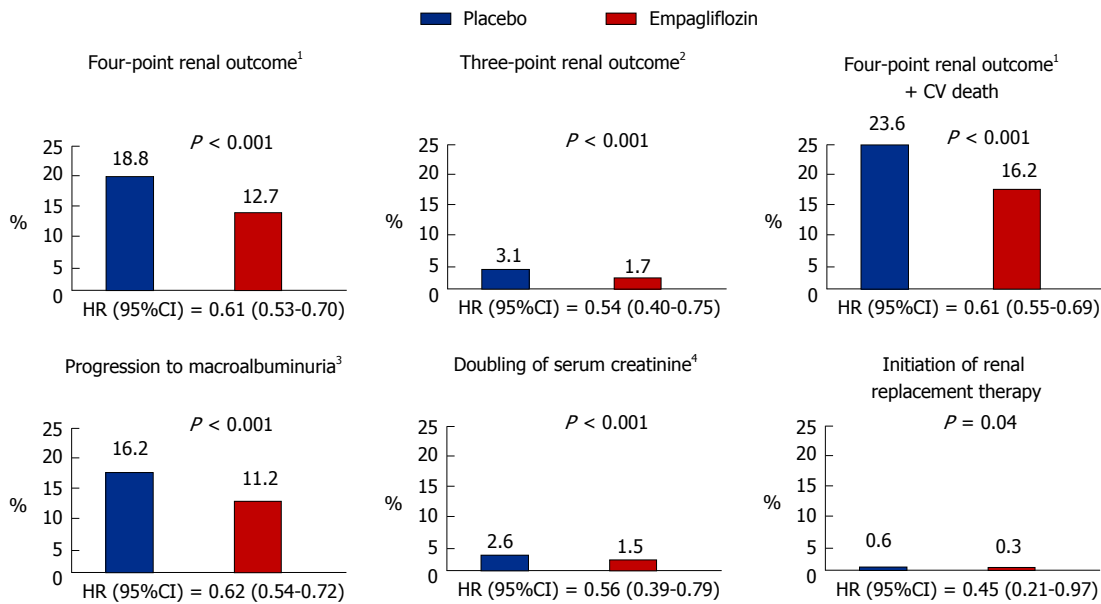 Placebo Empagliflozin
Four-point renal outcome¹
P < 0.001
25
20
15
10
5
0
%
18.8
12.7
HR (95%CI) = 0.61 (0.53-0.70)
Three-point renal outcome²
P < 0.001
25
20
15
10
5
0
%
3.1
1.7
HR (95%CI) = 0.54 (0.40-0.75)
Four-point renal outcome¹
+ CV death
P < 0.001
25
20
15
10
5
0
%
23.6
16.2
HR (95%CI) = 0.61 (0.55-0.69)
Progression to macroalbuminuria³
P < 0.001
25
20
15
10
5
0
%
16.2
11.2
HR (95%CI) = 0.62 (0.54-0.72)
Doubling of serum creatinine⁴
P < 0.001
25
20
15
10
5
0
%
2.6
1.5
HR (95%CI) = 0.56 (0.39-0.79)
Initiation of renal
replacement therapy
P = 0.04
25
20
15
10
5
0
%
0.6
0.3
HR (95%CI) = 0.45 (0.21-0.97)